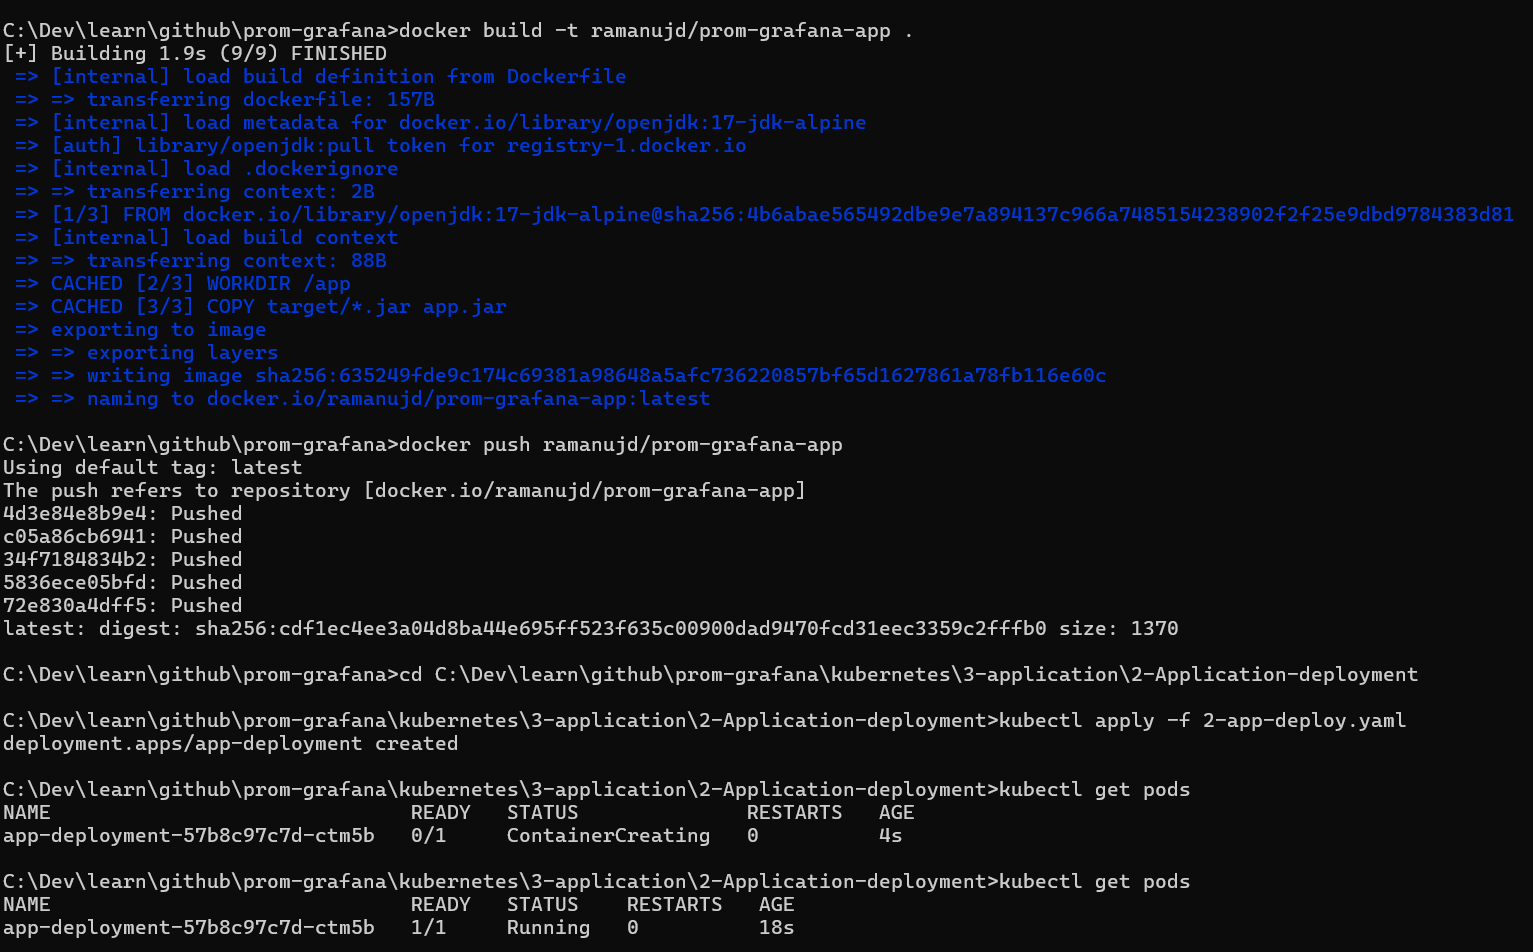 C:\Dev\learn\github\prom-grafana>docker build -t ramanujd/prom-grafana-app .
[+] Building 1.9s (9/9) FINISHED
=> [internal] load build definition from Dockerfile
=> => transferring dockerfile: 157B
=> [internal] load metadata for docker.io/library/openjdk:17-jdk-alpine
=> [auth] library/openjdk:pull token for registry-1.docker.io
=> [internal] load .dockerignore
=> => transferring context: 2B
=> [1/3] FROM docker.io/library/openjdk:17-jdk-alpine@sha256:4b6abae565492dbe9e7a894137c966a7485154238902f2f25e9dbd9784383d81
=> [internal] load build context
=> => transferring context: 88B
=> CACHED [2/3] WORKDIR /app
=> CACHED [3/3] COPY target/*.jar app.jar
=> exporting to image
=> => exporting layers
=> => writing image sha256:635249fde9c174c69381a98648a5afc736220857bf65d1627861a78fb116e60c
=> => naming to docker.io/ramanujd/prom-grafana-app:latest
C:\Dev\learn\github\prom-grafana>docker push ramanujd/prom-grafana-app
Using default tag: latest
The push refers to repository [docker.io/ramanujd/prom-grafana-app]
4d3e84e8b9e4: Pushed
c05a86cb6941: Pushed
34f7184834b2: Pushed
5836ece05bfd: Pushed
72e830a4dff5: Pushed
latest: digest: sha256:cdf1ec4ee3a04d8ba44e695ff523f635c00900dad9470fcd31eec3359c2fffb0 size: 1370
C:\Dev\learn\github\prom-grafana>cd C:\Dev\learn\github\prom-grafana\kubernetes\3-application\2-Application-deployment
C:\Dev\learn\github\prom-grafana\kubernetes\3-application\2-Application-deployment>kubectl apply -f 2-app-deploy.yaml
deployment.apps/app-deployment created
C:\Dev\learn\github\prom-grafana\kubernetes\3-application\2-Application-deployment>kubectl get pods
NAME READY STATUS RESTARTS AGE
app-deployment-57b8c97c7d-ctm5b 0/1 ContainerCreating 0 4s
C:\Dev\learn\github\prom-grafana\kubernetes\3-application\2-Application-deployment>kubectl get pods
NAME READY STATUS RESTARTS AGE
app-deployment-57b8c97c7d-ctm5b 1/1 Running 0 18s